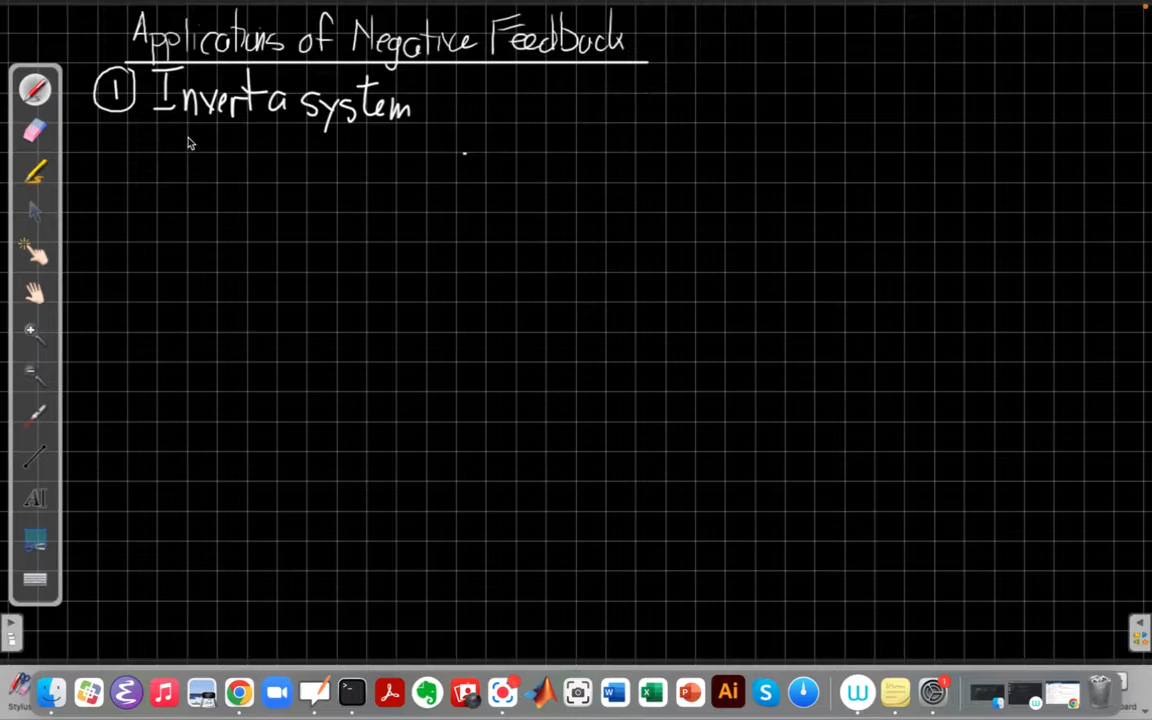 Applications of Negative Feedback
① Invert a system